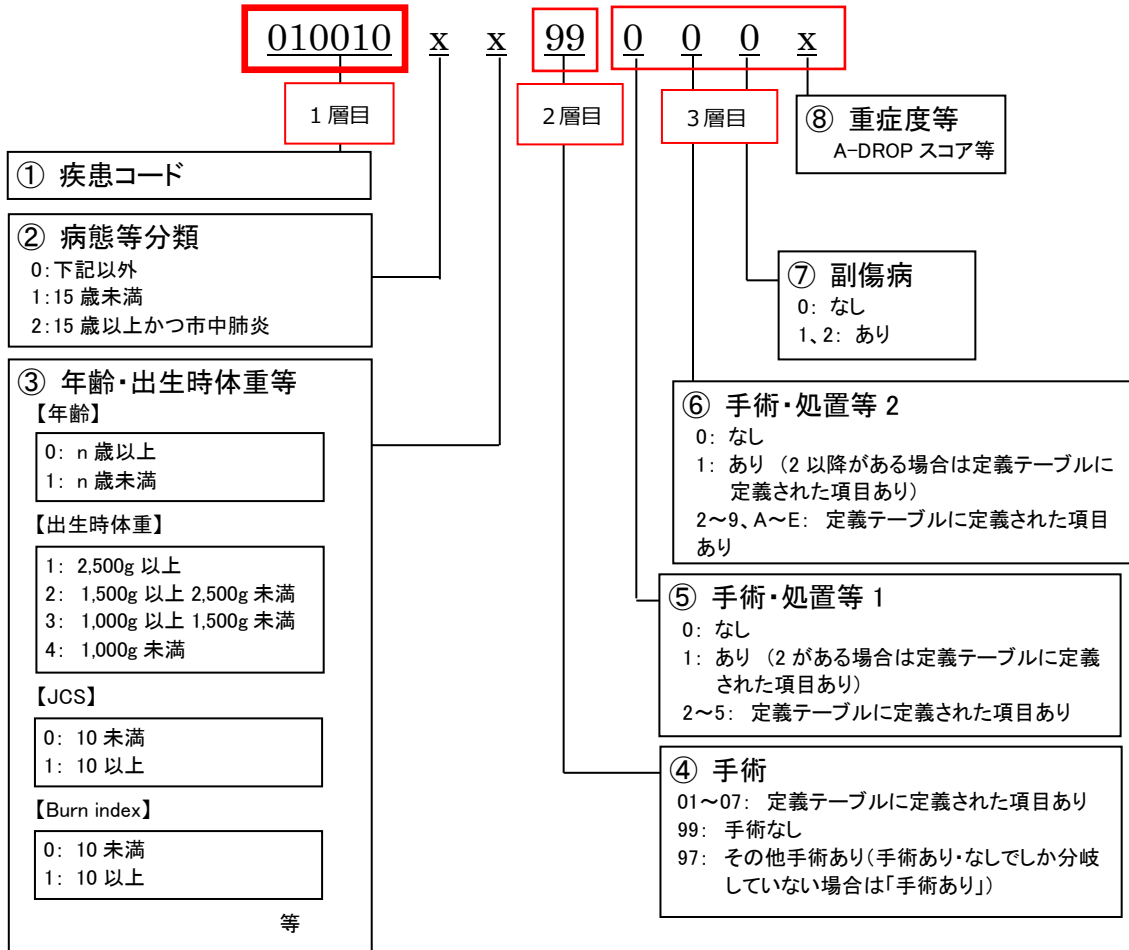 010010 x x 99 0 0 0 x
1層目
2層目
3層目
⑧ 重症度等
A-DROP スコア等
① 疾患コード
② 病態等分類
0:下記以外
1:15 歳未満
2:15 歳以上かつ市中肺炎
⑦ 副傷病
0: なし
1、2: あり
③ 年齢・出生時体重等
【年齢】
0: n 歳以上
1: n 歳未満
【出生時体重】
1: 2,500g 以上
2: 1,500g 以上 2,500g 未満
3: 1,000g 以上 1,500g 未満
4: 1,000g 未満
【JCS】
0: 10 未満
1: 10 以上
【Burn index】
0: 10 未満
1: 10 以上
等
⑥ 手術・処置等 2
0: なし
1: あり (2 以降がある場合は定義テーブルに
定義された項目あり)
2~9、A~E: 定義テーブルに定義された項目
あり
⑤ 手術・処置等 1
0: なし
1: あり (2 がある場合は定義テーブルに定義
された項目あり)
2~5: 定義テーブルに定義された項目あり
④ 手術
01~07: 定義テーブルに定義された項目あり
99: 手術なし
97: その他手術あり(手術あり・なしでしか分岐
していない場合は「手術あり」)